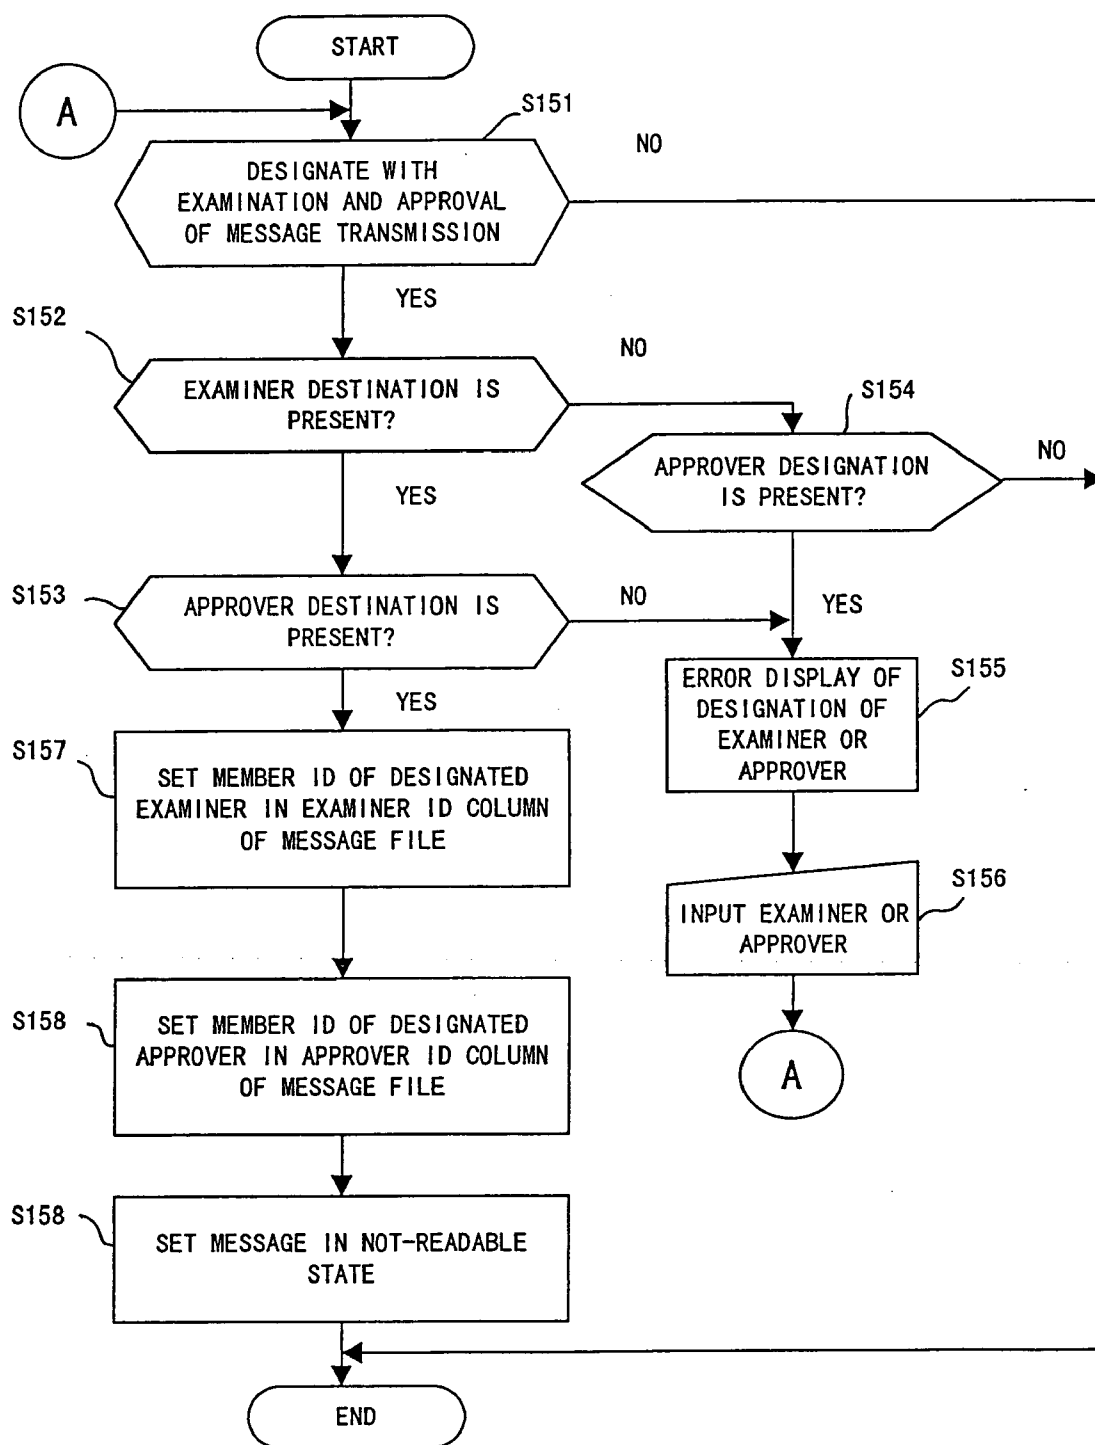 START
A
S151
NO
DESIGNATE WITH
EXAMINATION AND APPROVAL
OF MESSAGE TRANSMISSION
YES
S152
NO
EXAMINER DESTINATION IS
PRESENT?
S154
APPROVER DESIGNATION
IS PRESENT?
NO
YES
S153
APPROVER DESTINATION IS
PRESENT?
NO
YES
YES
S155
ERROR DISPLAY OF
DESIGNATION OF
EXAMINER OR
APPROVER
S157
SET MEMBER ID OF DESIGNATED
EXAMINER IN EXAMINER ID COLUMN
OF MESSAGE FILE
S156
INPUT EXAMINER OR
APPROVER
S158
SET MEMBER ID OF DESIGNATED
APPROVER IN APPROVER ID COLUMN
OF MESSAGE FILE
A
S158
SET MESSAGE IN NOT-READABLE
STATE
END